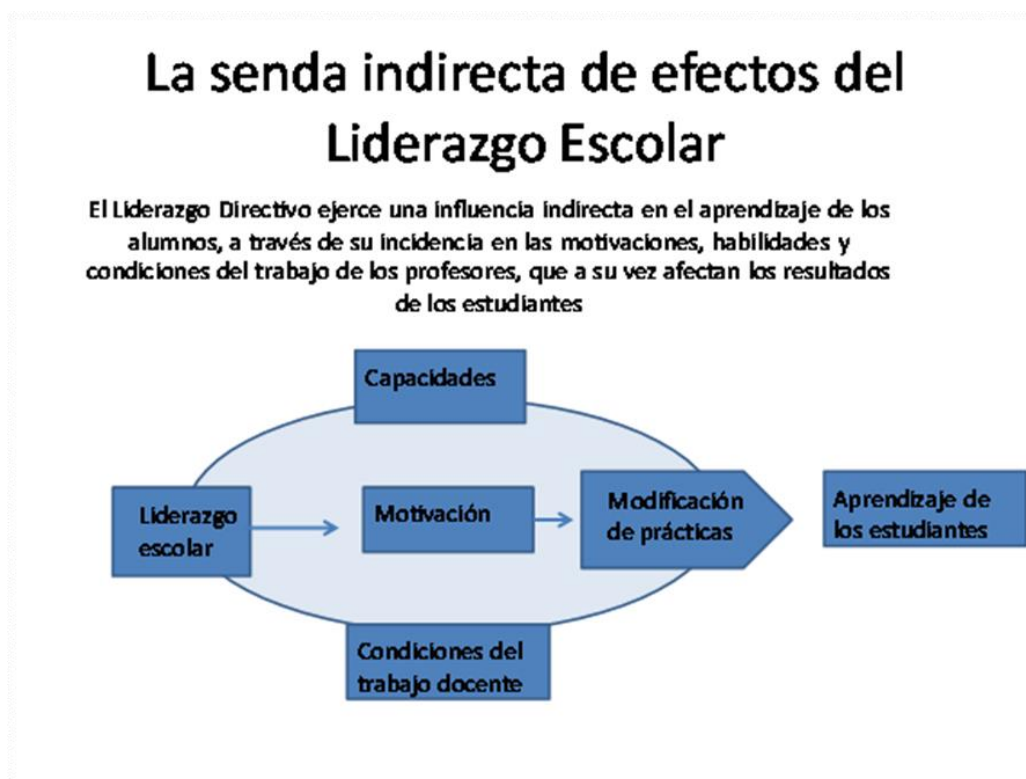 La senda indirecta de efectos del
Liderazgo Escolar
El Liderazgo Directivo ejerce una influencia indirecta en el aprendizaje de los
alumnos, a través de su incidencia en las motivaciones, habilidades y
condiciones del trabajo de los profesores, que a su vez afectan los resultados
de los estudiantes
Capacidades
Liderazgo
escolar
Motivación
Modificación
de prácticas
Aprendizaje de
los estudiantes
Condiciones del
trabajo docente